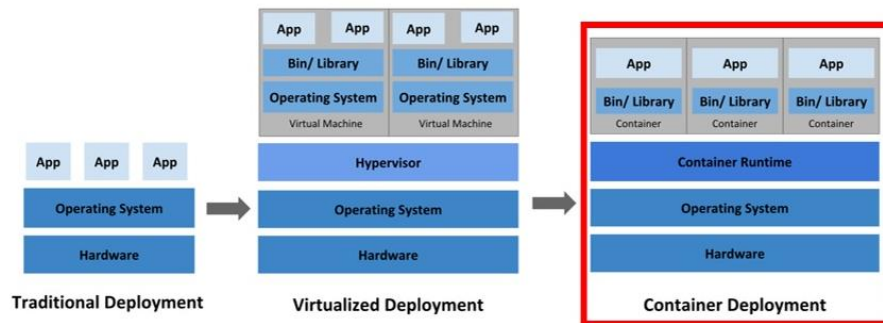 App App App
Operating System
Hardware
Traditional Deployment
App App App App
Bin/ Library Bin/ Library
Operating System Operating System
Virtual Machine Virtual Machine
Hypervisor
Operating System
Hardware
Virtualized Deployment
App App App
Bin/ Library Bin/ Library Bin/ Library
Container Container Container
Container Runtime
Operating System
Hardware
Container Deployment